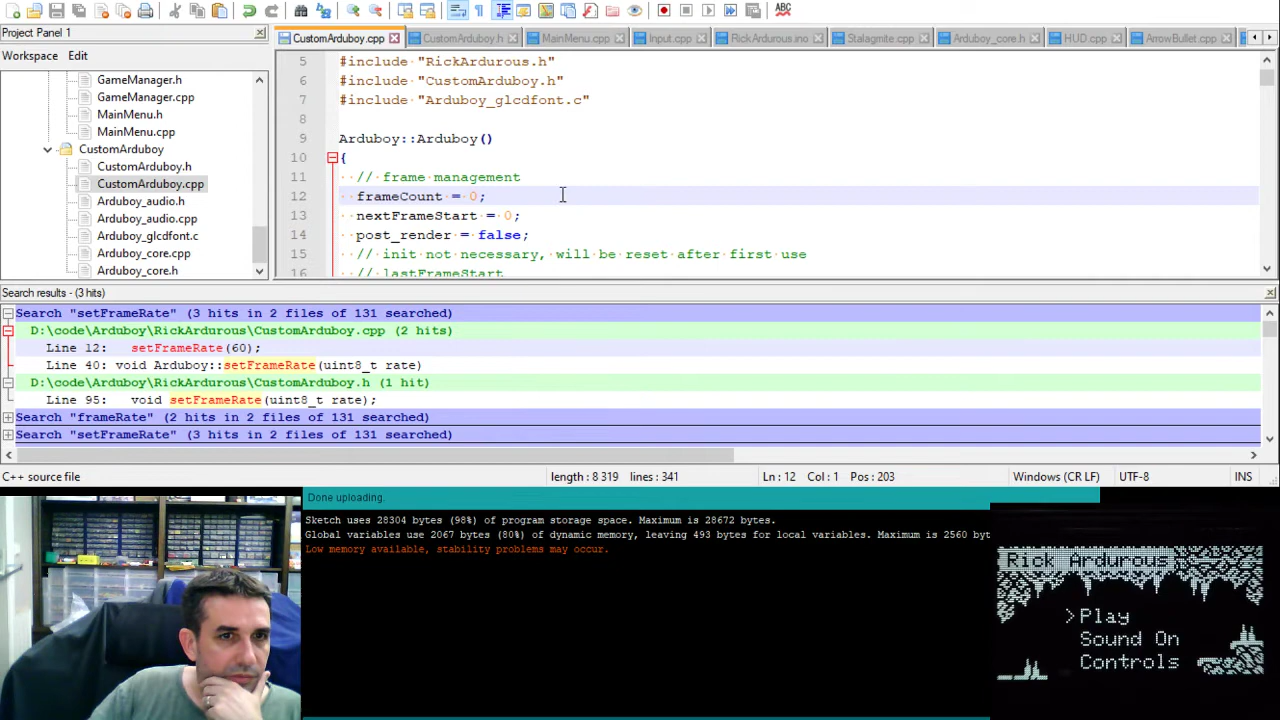 Project Panel 1
Workspace Edit
GameManager.h
GameManager.cpp
MainMenu.h
MainMenu.cpp
CustomArduboy
CustomArduboy.h
CustomArduboy.cpp
Arduboy_audio.h
Arduboy_audio.cpp
Arduboy_glcdfont.c
Arduboy_core.cpp
Arduboy_core.h
CustomArduboy.cpp CustomArduboy.h MainMenu.cpp Input.cpp RickArdurous.ino Stalagmite.cpp Arduboy_core.h HUD.cpp ArrowBullet.cpp
5 #include "RickArdurous.h"
6 #include "CustomArduboy.h"
7 #include "Arduboy_glcdfont.c"
8
9 Arduboy::Arduboy()
10 {
11 // frame management
12 frameCount = 0;
13 nextFrameStart = 0;
14 post_render = false;
15 // init not necessary, will be reset after first use
16 // lastFrameStart
Search results - (3 hits)
Search "setFrameRate" (3 hits in 2 files of 131 searched)
D:\code\Arduboy\RickArdurous\CustomArduboy.cpp (2 hits)
Line 12: setFrameRate(60);
Line 40: void Arduboy::setFrameRate(uint8_t rate)
D:\code\Arduboy\RickArdurous\CustomArduboy.h (1 hit)
Line 95: void setFrameRate(uint8_t rate);
Search "frameRate" (2 hits in 2 files of 131 searched)
Search "setFrameRate" (3 hits in 2 files of 131 searched)
C++ source file length : 8 319 lines : 341 Ln : 12 Col : 1 Pos : 203 Windows (CR LF) UTF-8 INS
Done uploading.
Sketch uses 28304 bytes (98%) of program storage space. Maximum is 28672 bytes.
Global variables use 2067 bytes (80%) of dynamic memory, leaving 493 bytes for local variables. Maximum is 2560 byt
Low memory available, stability problems may occur.
Rick Ardurous
>Play
Sound On
Controls
ABC